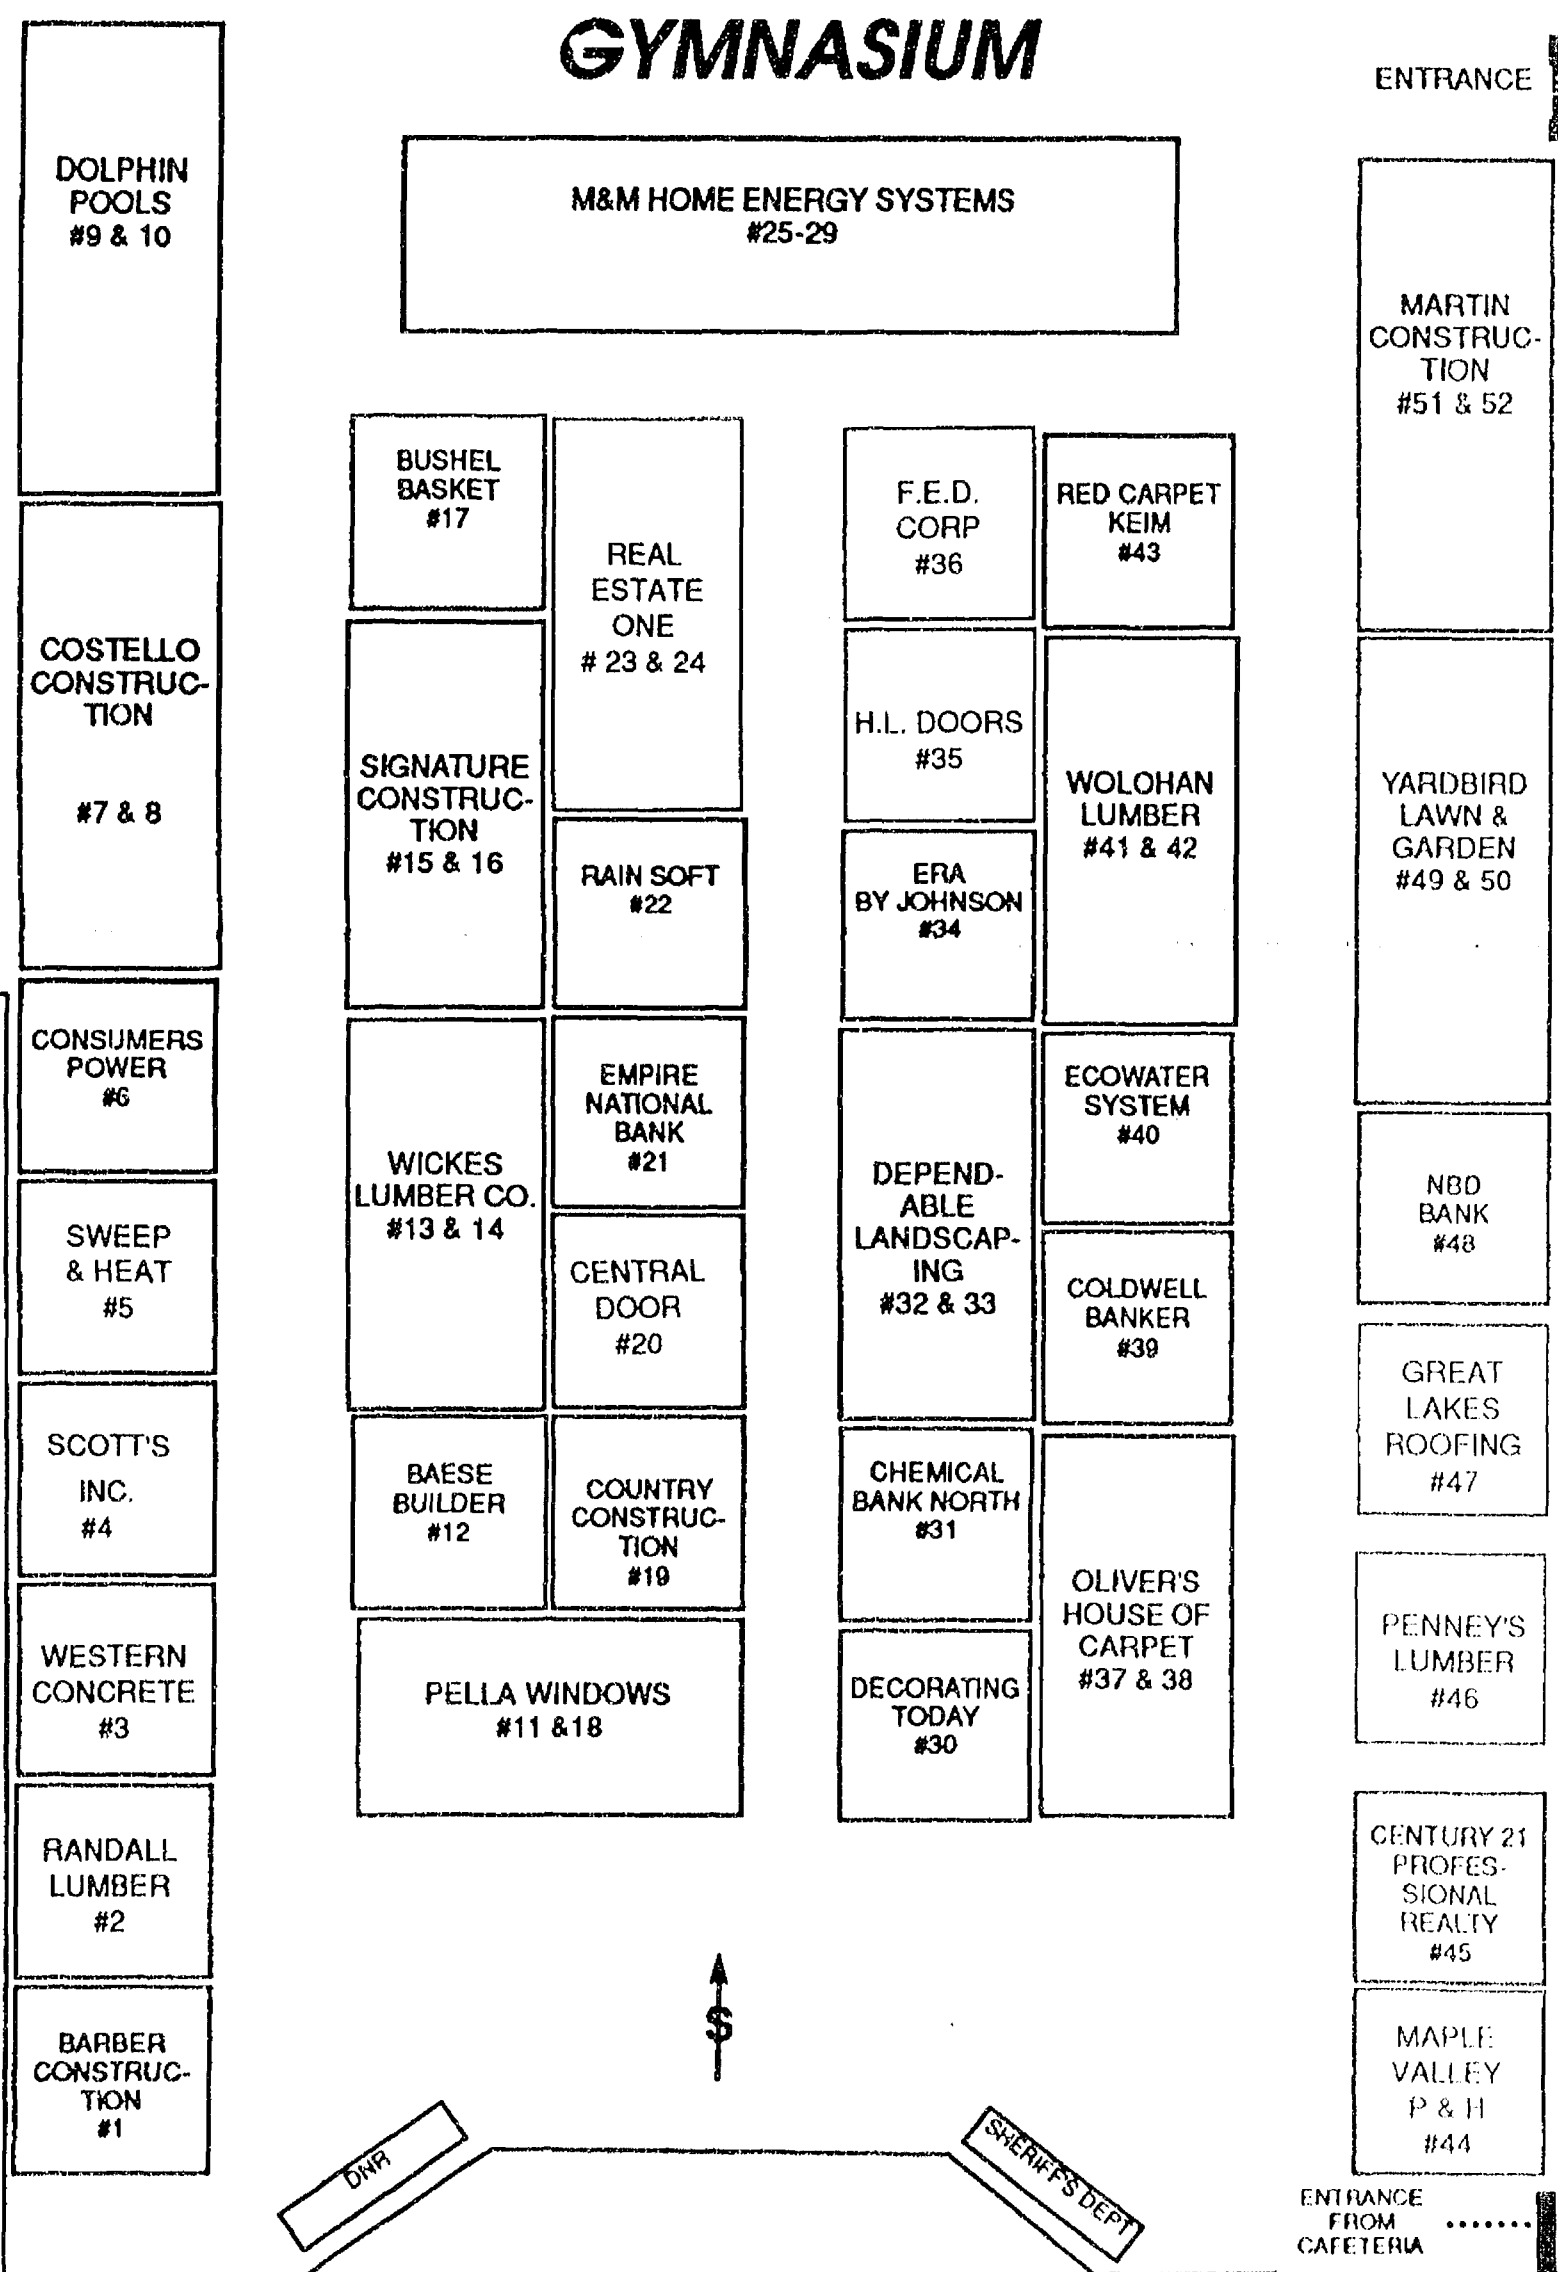 GYMNASIUM
ENTRANCE
DOLPHIN
POOLS
#9 & 10
M&M HOME ENERGY SYSTEMS
#25-29
MARTIN
CONSTRUC-
TION
#51 & 52
COSTELLO
CONSTRUC-
TION
#7 & 8
BUSHEL
BASKET
#17
REAL
ESTATE
ONE
# 23 & 24
F.E.D.
CORP
#36
RED CARPET
KEIM
#43
SIGNATURE
CONSTRUC-
TION
#15 & 16
RAIN SOFT
#22
H.L. DOORS
#35
ERA
BY JOHNSON
#34
WOLOHAN
LUMBER
#41 & 42
YARDBIRD
LAWN &
GARDEN
#49 & 50
CONSUMERS
POWER
#6
SWEEP
& HEAT
#5
SCOTT'S
INC.
#4
WESTERN
CONCRETE
#3
RANDALL
LUMBER
#2
BARBER
CONSTRUC-
TION
#1
WICKES
LUMBER CO.
#13 & 14
EMPIRE
NATIONAL
BANK
#21
CENTRAL
DOOR
#20
BAESE
BUILDER
#12
COUNTRY
CONSTRUC-
TION
#19
PELLA WINDOWS
#11 &18
DEPEND-
ABLE
LANDSCAP-
ING
#32 & 33
ECOWATER
SYSTEM
#40
COLDWELL
BANKER
#39
CHEMICAL
BANK NORTH
#31
DECORATING
TODAY
#30
OLIVER'S
HOUSE OF
CARPET
#37 & 38
NBD
BANK
#48
GREAT
LAKES
ROOFING
#47
PENNEY'S
LUMBER
#46
CENTURY 21
PROFES-
SIONAL
REALTY
#45
MAPLE
VALLEY
P & H
#44
S
DNR
SHERIFF'S DEPT
ENTRANCE
FROM .......
CAFETERIA